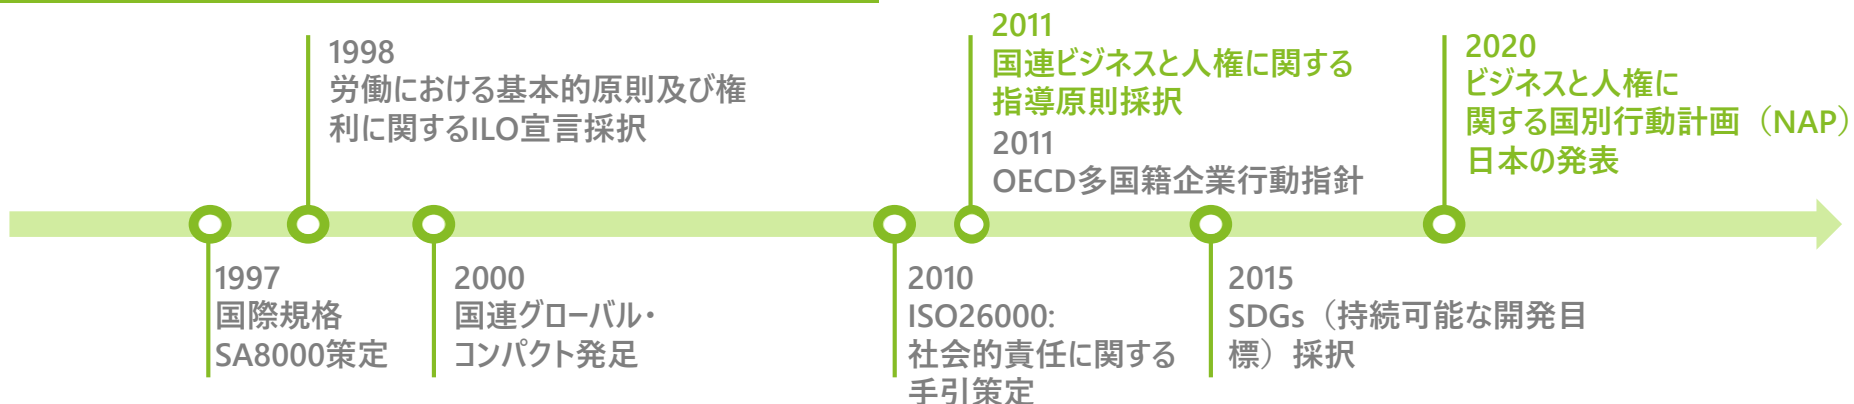 1998
労働における基本的原則及び権
利に関するILO宣言採択
2011
国連ビジネスと人権に関する
指導原則採択
2011
OECD多国籍企業行動指針
2020
ビジネスと人権に
関する国別行動計画（NAP）
日本の発表
1997
国際規格
SA8000策定
2000
国連グローバル・
コンパクト発足
2010
ISO26000:
社会的責任に関する
手引策定
2015
SDGs（持続可能な開発目
標）採択